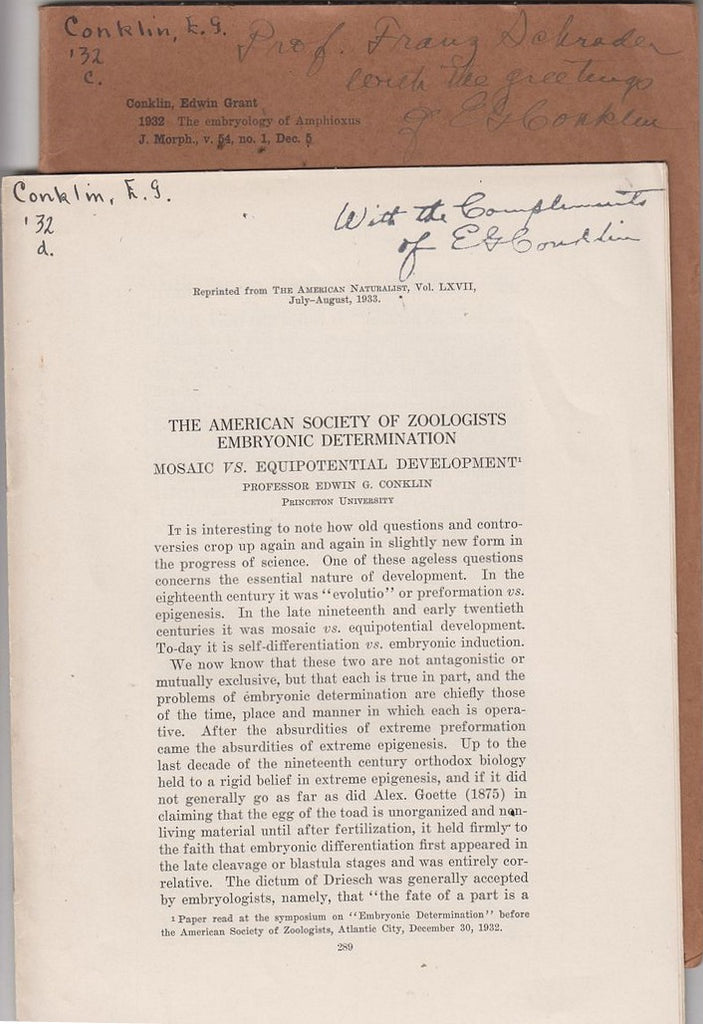 Conklin, E.G.
'32
c.
Prof. Franz Schrader
with the greetings
of EGConklin
Conklin, Edwin Grant
1932 The embryology of Amphioxus
J. Morph., v. 54, no. 1, Dec. 5
Conklin, E.G.
'32
d.
With the Complements
of EGConklin
Reprinted from THE AMERICAN NATURALIST, Vol. LXVII,
July–August, 1933.
THE AMERICAN SOCIETY OF ZOOLOGISTS
EMBRYONIC DETERMINATION
MOSAIC VS. EQUIPOTENTIAL DEVELOPMENT¹
PROFESSOR EDWIN G. CONKLIN
PRINCETON UNIVERSITY
IT is interesting to note how old questions and contro-
versies crop up again and again in slightly new form in
the progress of science. One of these ageless questions
concerns the essential nature of development. In the
eighteenth century it was "evolutio" or preformation vs.
epigenesis. In the late nineteenth and early twentieth
centuries it was mosaic vs. equipotential development.
To-day it is self-differentiation vs. embryonic induction.
We now know that these two are not antagonistic or
mutually exclusive, but that each is true in part, and the
problems of embryonic determination are chiefly those
of the time, place and manner in which each is opera-
tive. After the absurdities of extreme preformation
came the absurdities of extreme epigenesis. Up to the
last decade of the nineteenth century orthodox biology
held to a rigid belief in extreme epigenesis, and if it did
not generally go as far as did Alex. Goette (1875) in
claiming that the egg of the toad is unorganized and non-
living material until after fertilization, it held firmly to
the faith that embryonic differentiation first appeared in
the late cleavage or blastula stages and was entirely cor-
relative. The dictum of Driesch was generally accepted
by embryologists, namely, that "the fate of a part is a
¹ Paper read at the symposium on "Embryonic Determination" before
the American Society of Zoologists, Atlantic City, December 30, 1932.
289